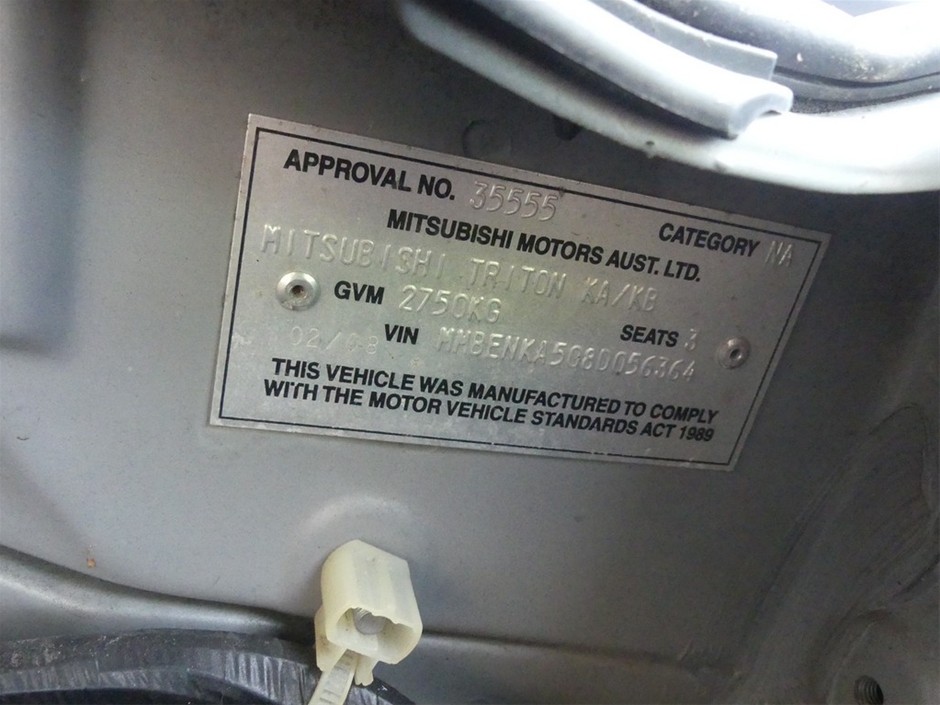 APPROVAL NO. 35555
CATEGORY NA
MITSUBISHI MOTORS AUST. LTD.
MITSUBISHI TRITON KA/KB
GVM 2750KG
SEATS 3
02/08 VIN MMBENKA5G8D056364
THIS VEHICLE WAS MANUFACTURED TO COMPLY
WITH THE MOTOR VEHICLE STANDARDS ACT 1989